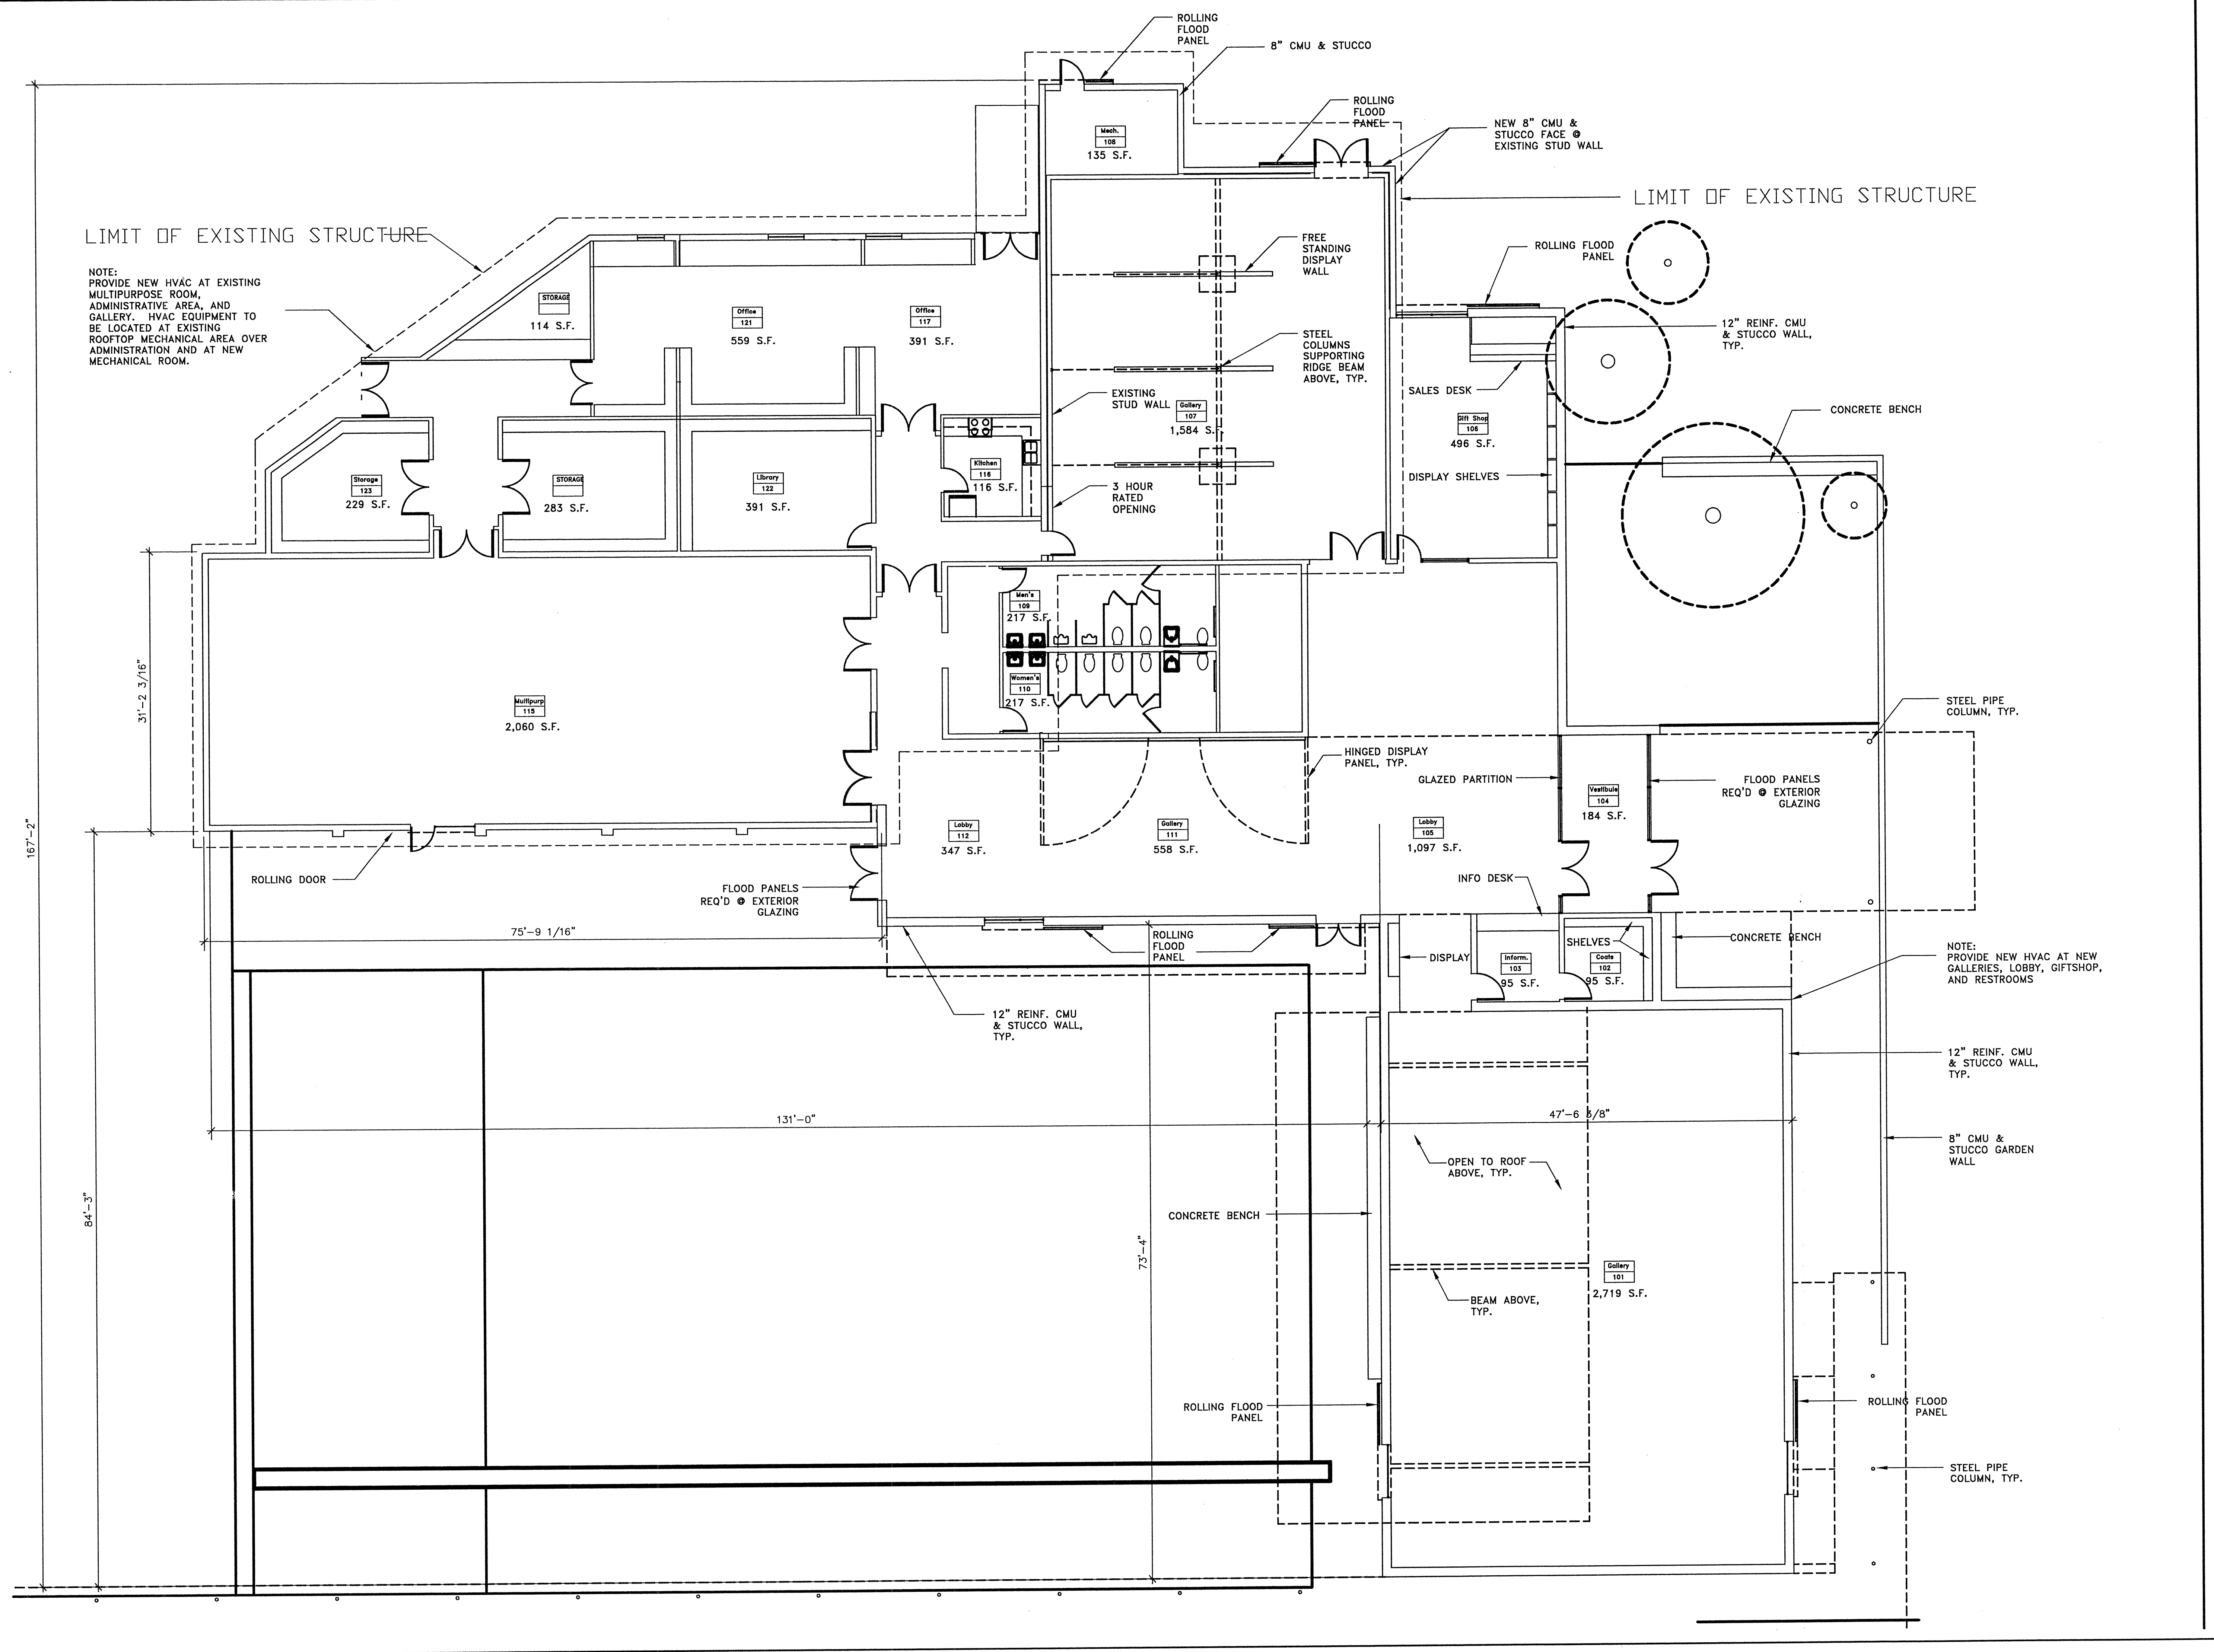 ROLLING
FLOOD
PANEL
8" CMU & STUCCO
ROLLING
FLOOD
PANEL
NEW 8" CMU &
STUCCO FACE @
EXISTING STUD WALL
Mech.
108
135 S.F.
LIMIT OF EXISTING STRUCTURE
LIMIT OF EXISTING STRUCTURE
NOTE:
PROVIDE NEW HVAC AT EXISTING
MULTIPURPOSE ROOM,
ADMINISTRATIVE AREA, AND
GALLERY. HVAC EQUIPMENT TO
BE LOCATED AT EXISTING
ROOFTOP MECHANICAL AREA OVER
ADMINISTRATION AND AT NEW
MECHANICAL ROOM.
FREE
STANDING
DISPLAY
WALL
ROLLING FLOOD
PANEL
STORAGE
114 S.F.
Office
121
559 S.F.
Office
117
391 S.F.
STEEL
COLUMNS
SUPPORTING
RIDGE BEAM
ABOVE, TYP.
12" REINF. CMU
& STUCCO WALL,
TYP.
SALES DESK
EXISTING
STUD WALL
Gallery
107
1,584 S.F.
Gift Shop
106
496 S.F.
CONCRETE BENCH
Storage
123
229 S.F.
STORAGE
283 S.F.
Library
122
391 S.F.
Kitchen
116
116 S.F.
3 HOUR
RATED
OPENING
DISPLAY SHELVES
Men's
109
217 S.F.
Women's
110
217 S.F.
31'-2 3/16"
Multipurp
115
2,060 S.F.
STEEL PIPE
COLUMN, TYP.
HINGED DISPLAY
PANEL, TYP.
GLAZED PARTITION
Vestibule
104
184 S.F.
FLOOD PANELS
REQ'D @ EXTERIOR
GLAZING
167'-2"
Lobby
112
347 S.F.
Gallery
111
558 S.F.
Lobby
105
1,097 S.F.
ROLLING DOOR
FLOOD PANELS
REQ'D @ EXTERIOR
GLAZING
INFO DESK
75'-9 1/16"
ROLLING
FLOOD
PANEL
DISPLAY
Inform.
103
95 S.F.
SHELVES
Coats
102
95 S.F.
CONCRETE BENCH
NOTE:
PROVIDE NEW HVAC AT NEW
GALLERIES, LOBBY, GIFTSHOP,
AND RESTROOMS
12" REINF. CMU
& STUCCO WALL,
TYP.
12" REINF. CMU
& STUCCO WALL,
TYP.
131'-0"
47'-6 3/8"
8" CMU &
STUCCO GARDEN
WALL
OPEN TO ROOF
ABOVE, TYP.
84'-3"
CONCRETE BENCH
73'-4"
Gallery
101
2,719 S.F.
BEAM ABOVE,
TYP.
ROLLING FLOOD
PANEL
ROLLING FLOOD
PANEL
STEEL PIPE
COLUMN, TYP.